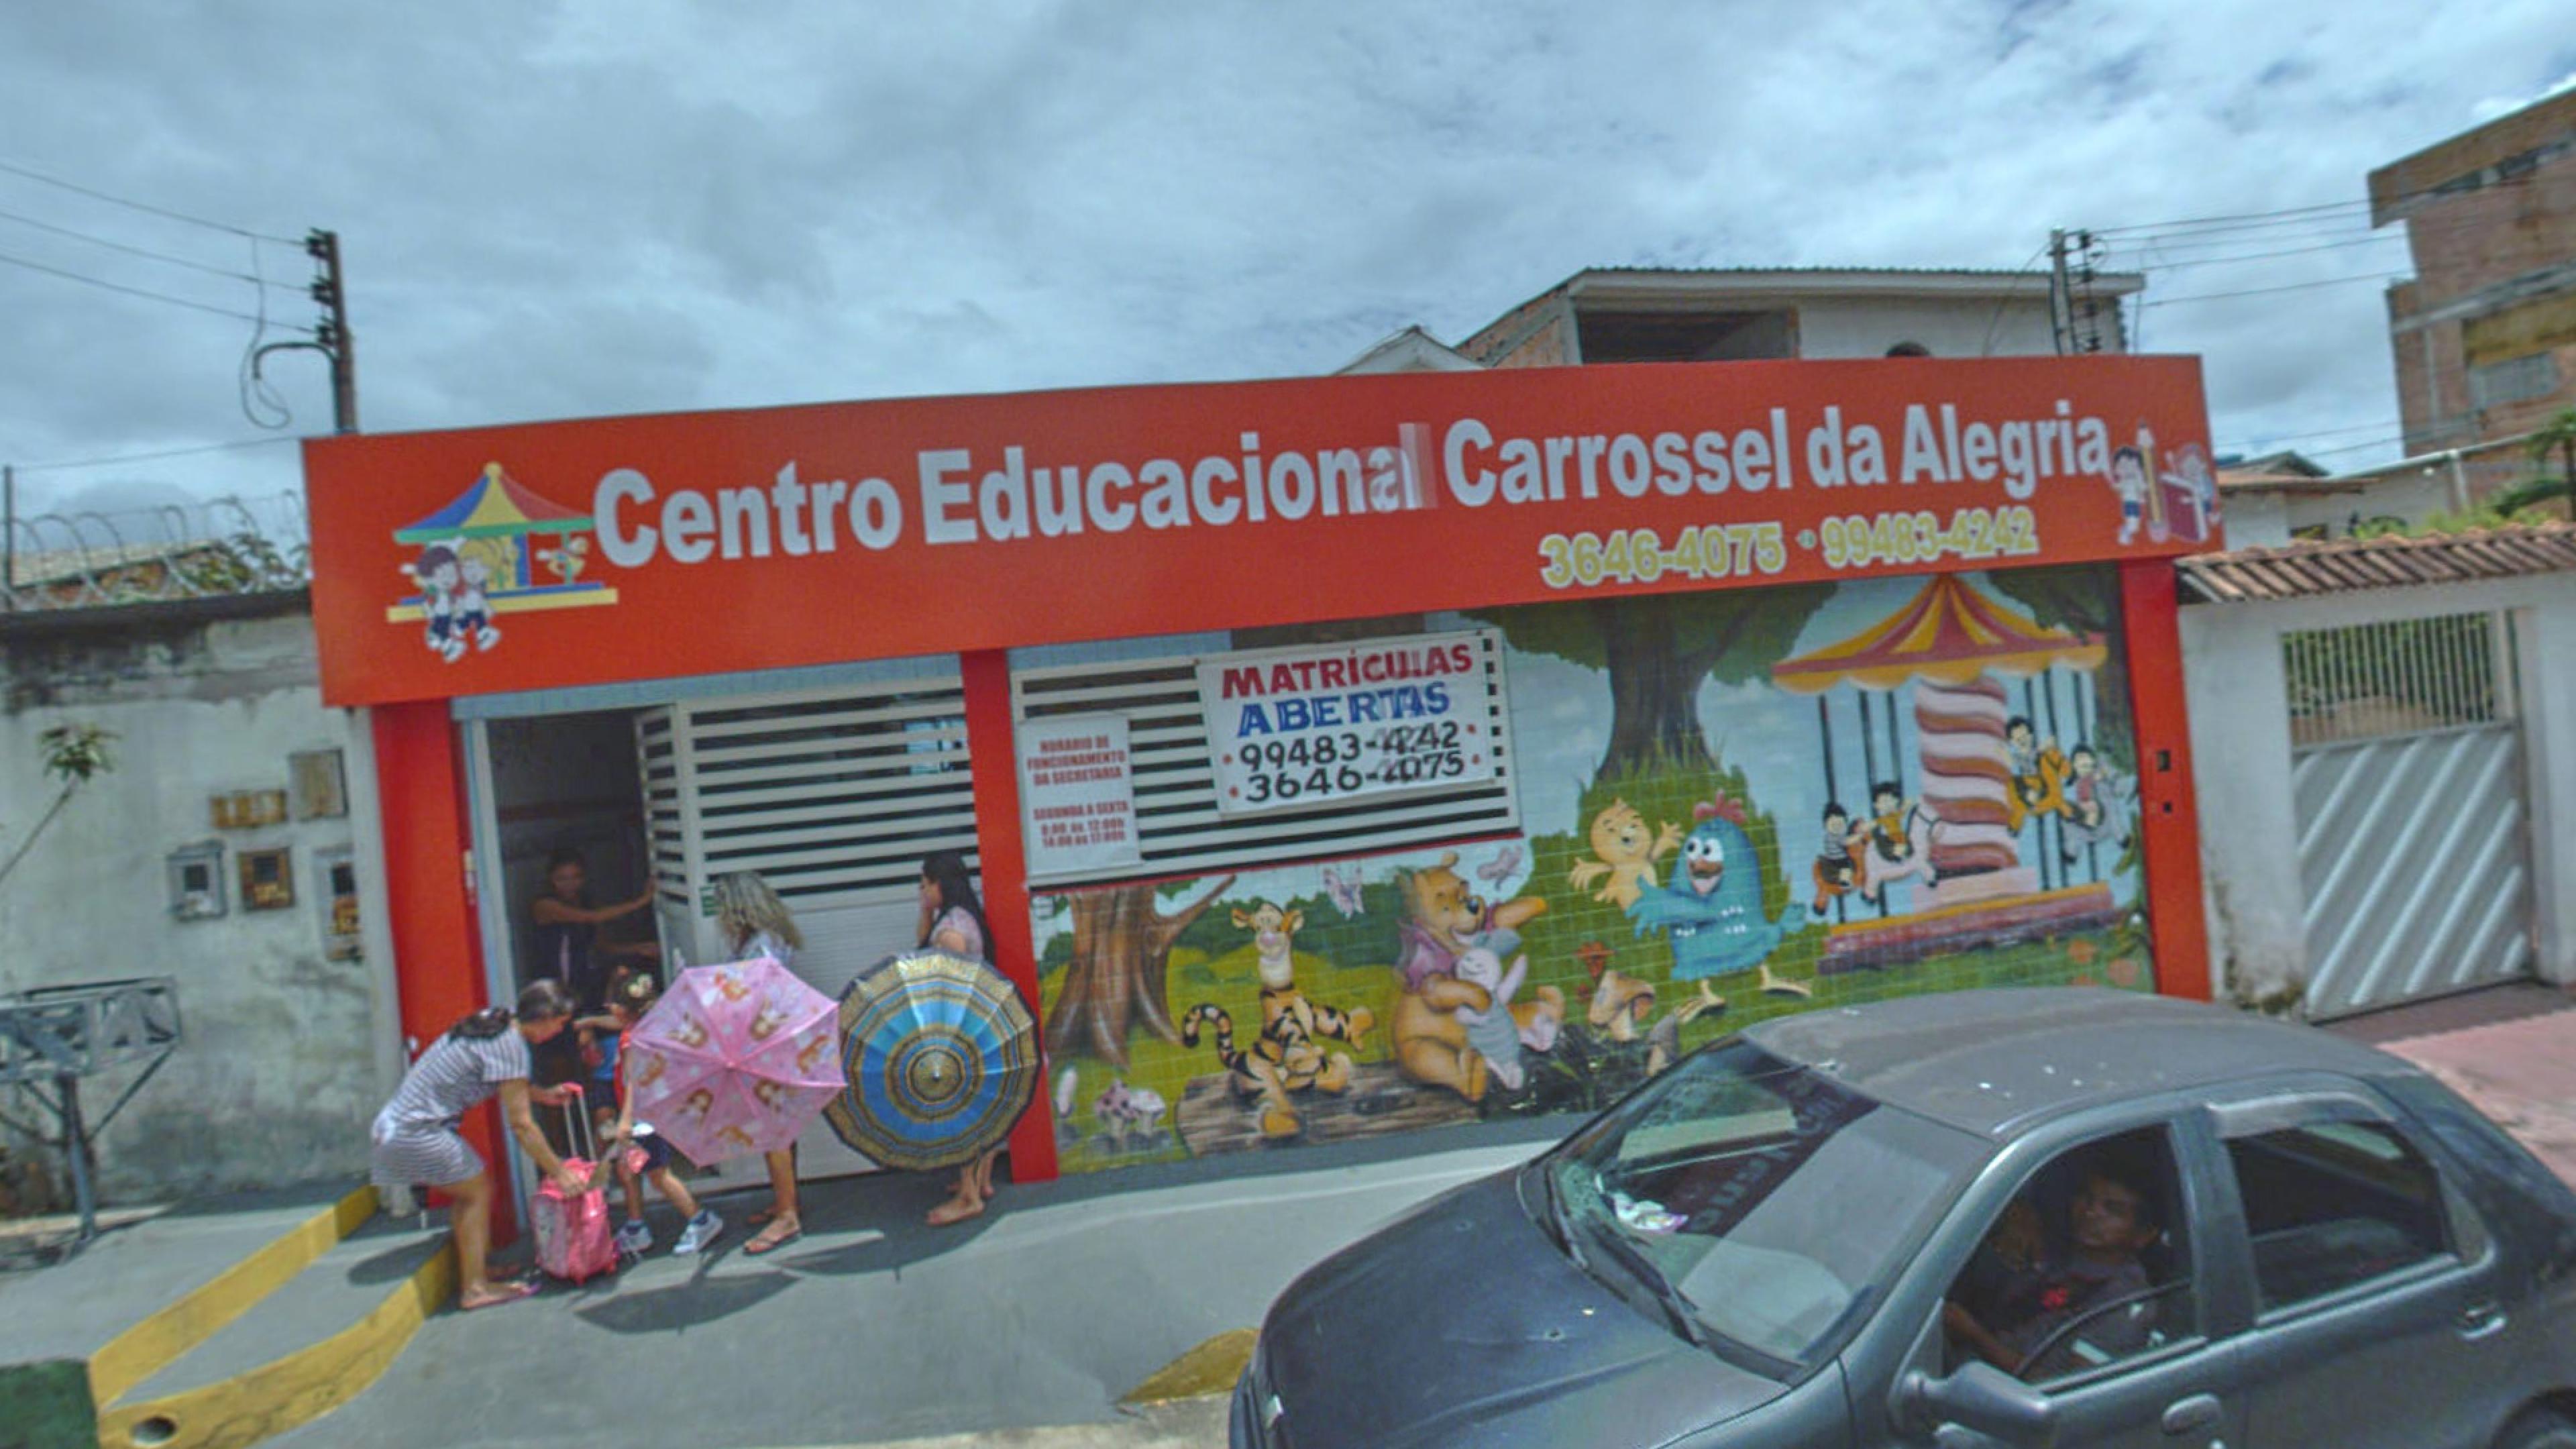 Centro Educacional Carrossel da Alegria
3646-4075 • 99483-4242
MATRÍCULAS
ABERTAS
• 99483-4242 •
• 3646-4075 •
HORARIO DE
FUNCIONAMENTO
DA SECRETARIA
SEGUNDA A SEXTA